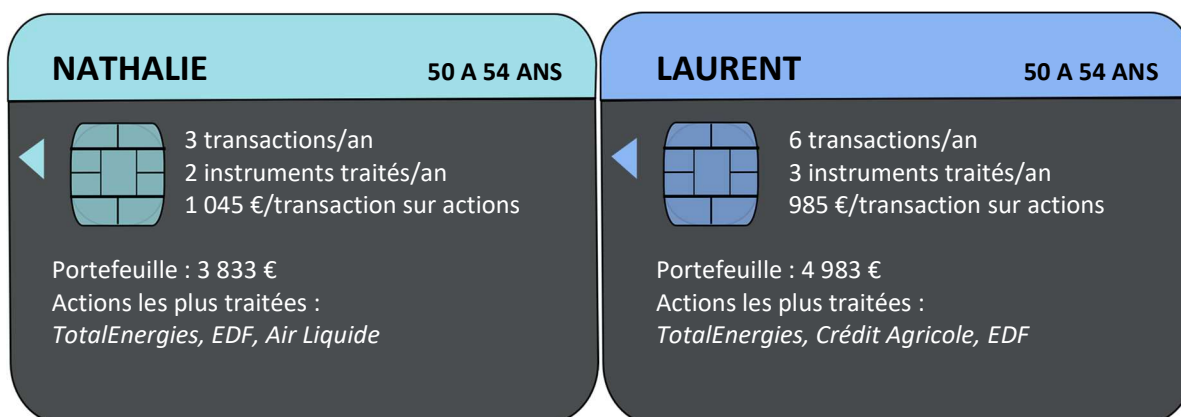 NATHALIE 50 A 54 ANS
3 transactions/an
2 instruments traités/an
1 045 €/transaction sur actions
Portefeuille : 3 833 €
Actions les plus traitées :
TotalEnergies, EDF, Air Liquide
LAURENT 50 A 54 ANS
6 transactions/an
3 instruments traités/an
985 €/transaction sur actions
Portefeuille : 4 983 €
Actions les plus traitées :
TotalEnergies, Crédit Agricole, EDF